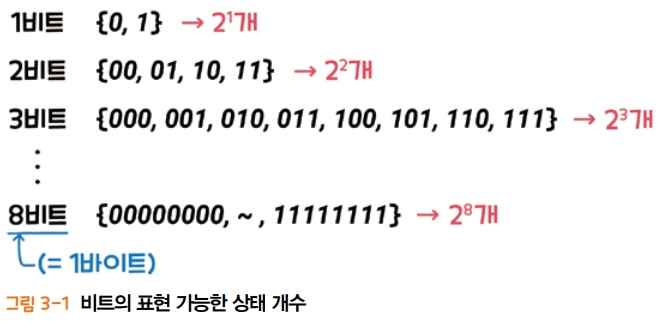 1비트 {0, 1} → 2¹개
2비트 {00, 01, 10, 11} → 2²개
3비트 {000, 001, 010, 011, 100, 101, 110, 111} → 2³개
⋮
8비트 {00000000, ~ , 11111111} → 2⁸개
(= 1바이트)
그림 3-1 비트의 표현 가능한 상태 개수